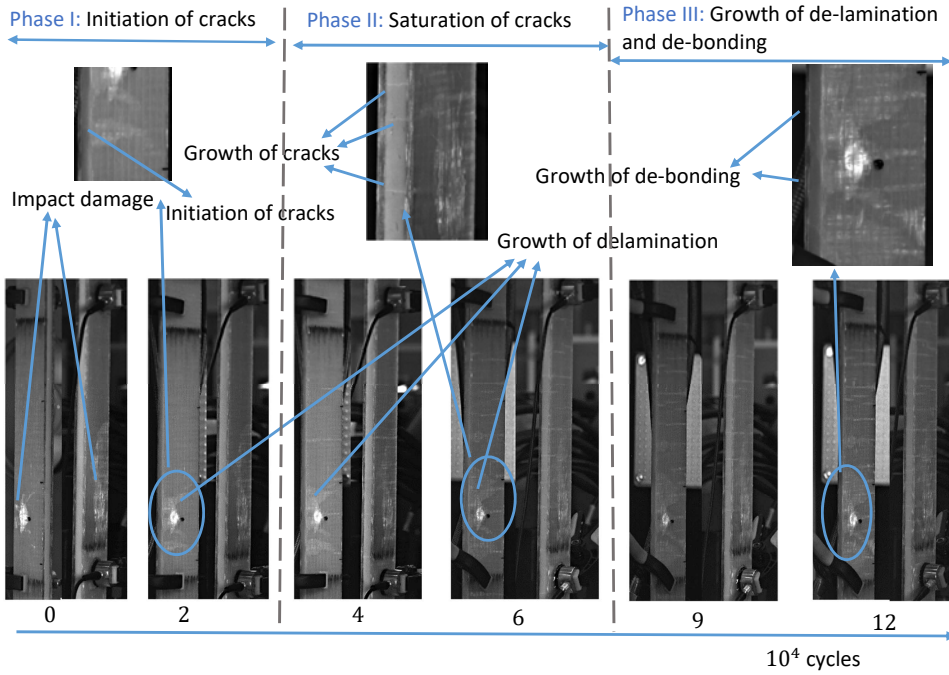 Phase I: Initiation of cracks
Phase II: Saturation of cracks
Phase III: Growth of de-lamination
and de-bonding
Growth of cracks
Impact damage
Initiation of cracks
Growth of de-bonding
Growth of delamination
0
2
4
6
9
12
10⁴ cycles